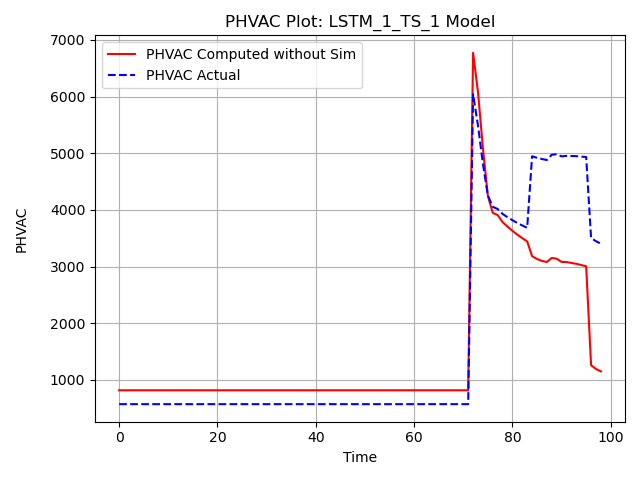 PHVAC Plot: LSTM_1_TS_1 Model
PHVAC Computed without Sim
PHVAC Actual
7000
6000
5000
4000
3000
2000
1000
PHVAC
0
20
40
60
80
100
Time